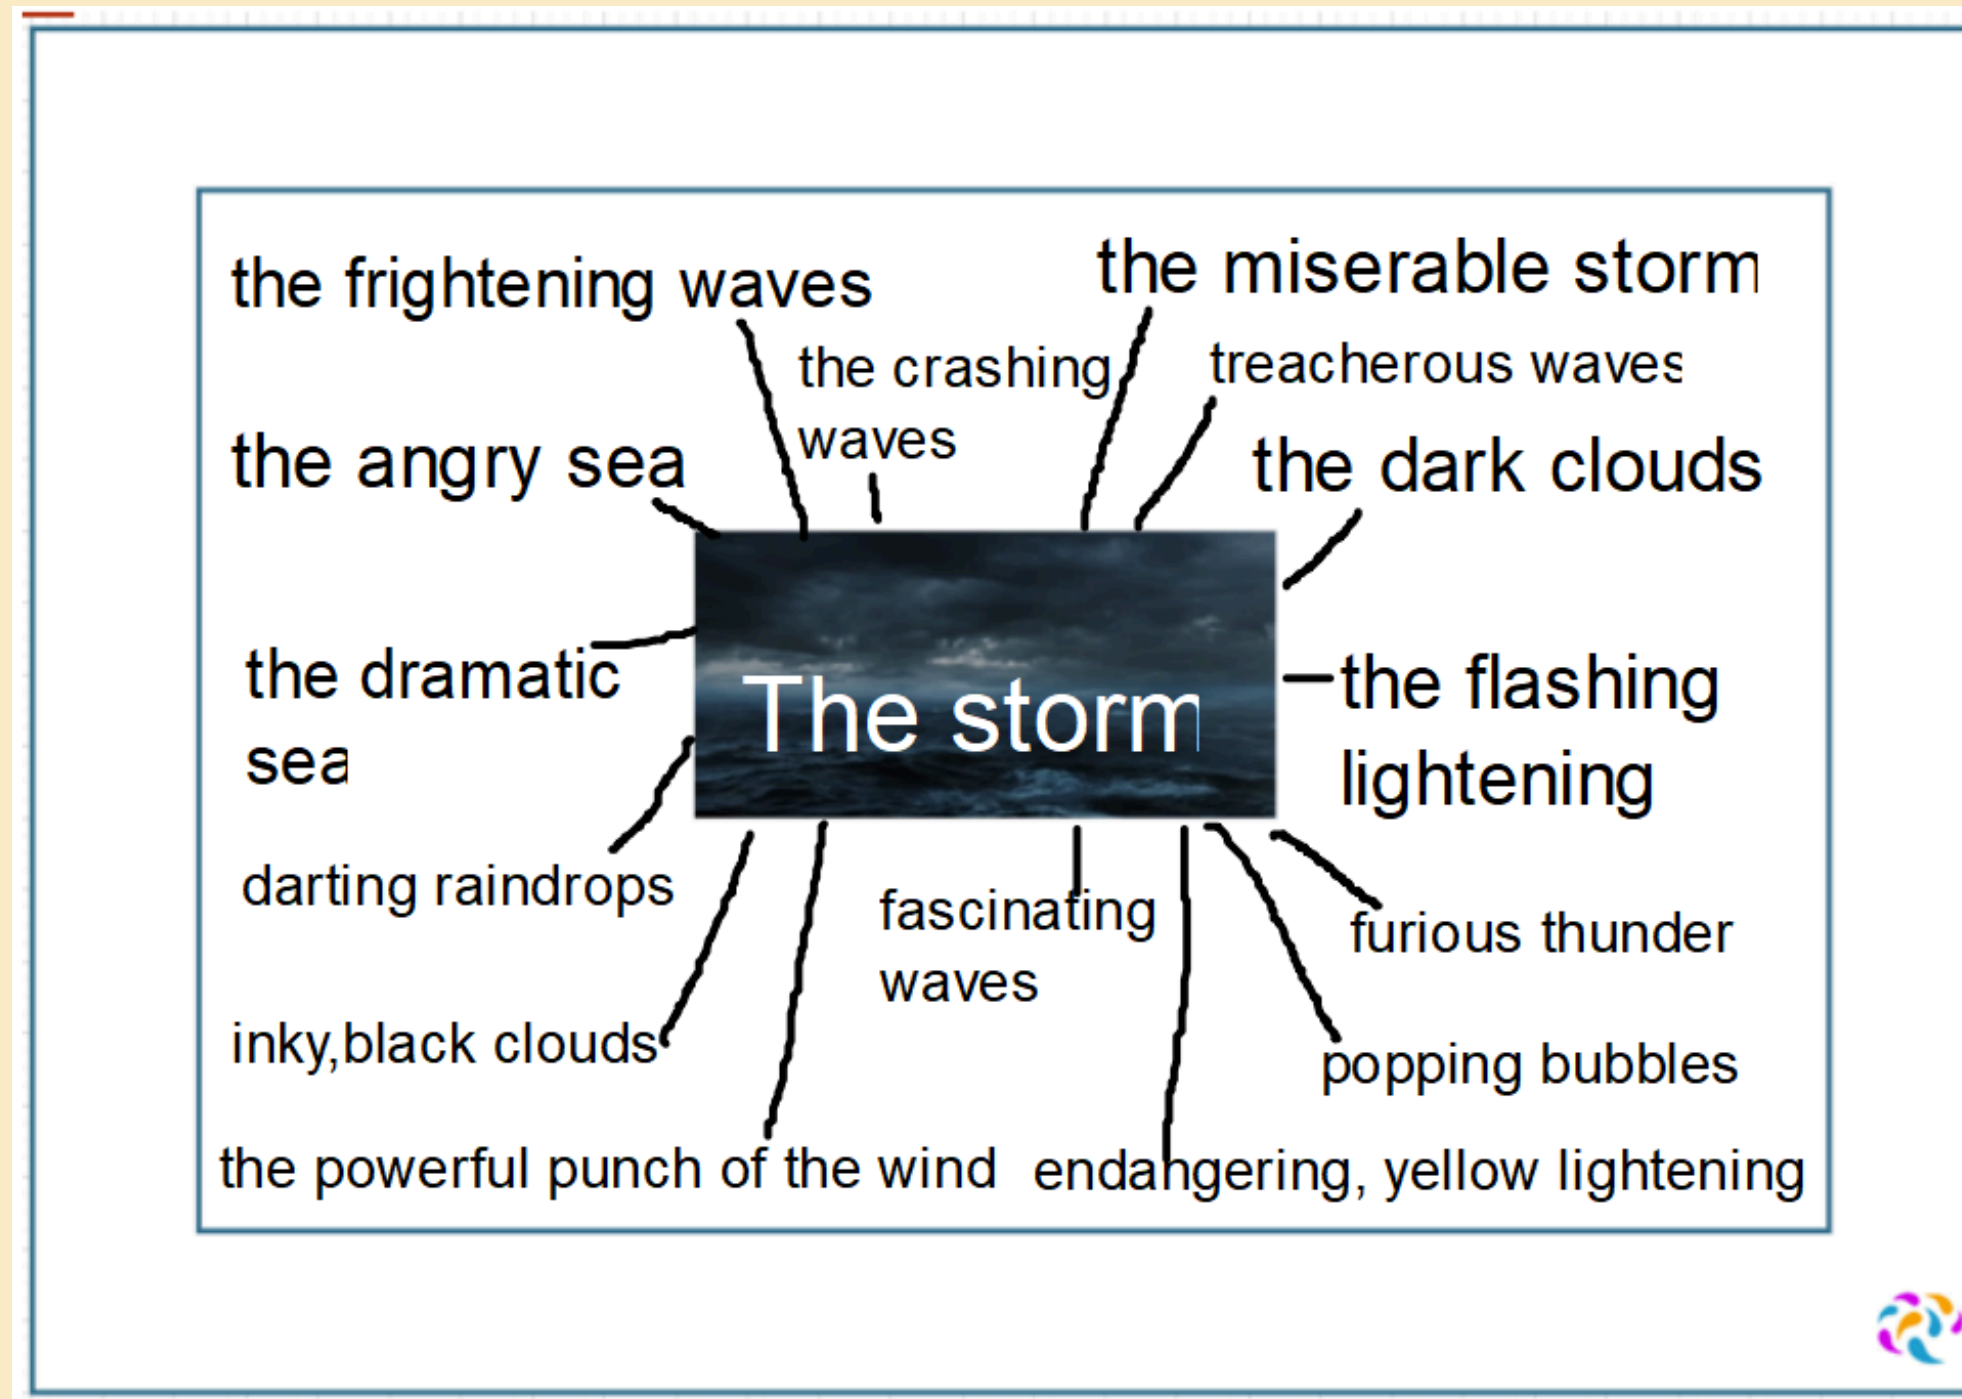 the frightening waves
the miserable storm
the crashing
waves
treacherous waves
the angry sea
the dark clouds
the dramatic
sea
The storm
the flashing
lightening
darting raindrops
fascinating
waves
furious thunder
inky,black clouds
popping bubbles
the powerful punch of the wind
endangering, yellow lightening